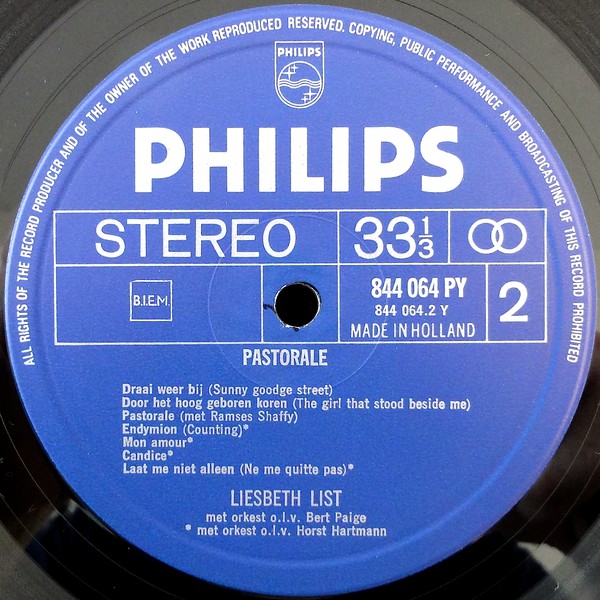 ALL RIGHTS OF THE RECORD PRODUCER AND OF THE OWNER OF THE WORK REPRODUCED RESERVED. COPYING, PUBLIC PERFORMANCE AND BROADCASTING OF THIS RECORD PROHIBITED
PHILIPS
PHILIPS
STEREO 33 1/3
B.I.E.M. 844 064 PY 2
844 064.2 Y
MADE IN HOLLAND
PASTORALE
Draai weer bij (Sunny goodge street)
Door het hoog geboren koren (The girl that stood beside me)
Pastorale (met Ramses Shaffy)
Endymion (Counting)*
Mon amour*
Candice*
Laat me niet alleen (Ne me quitte pas)*
LIESBETH LIST
met orkest o.l.v. Bert Paige
* met orkest o.l.v. Horst Hartmann